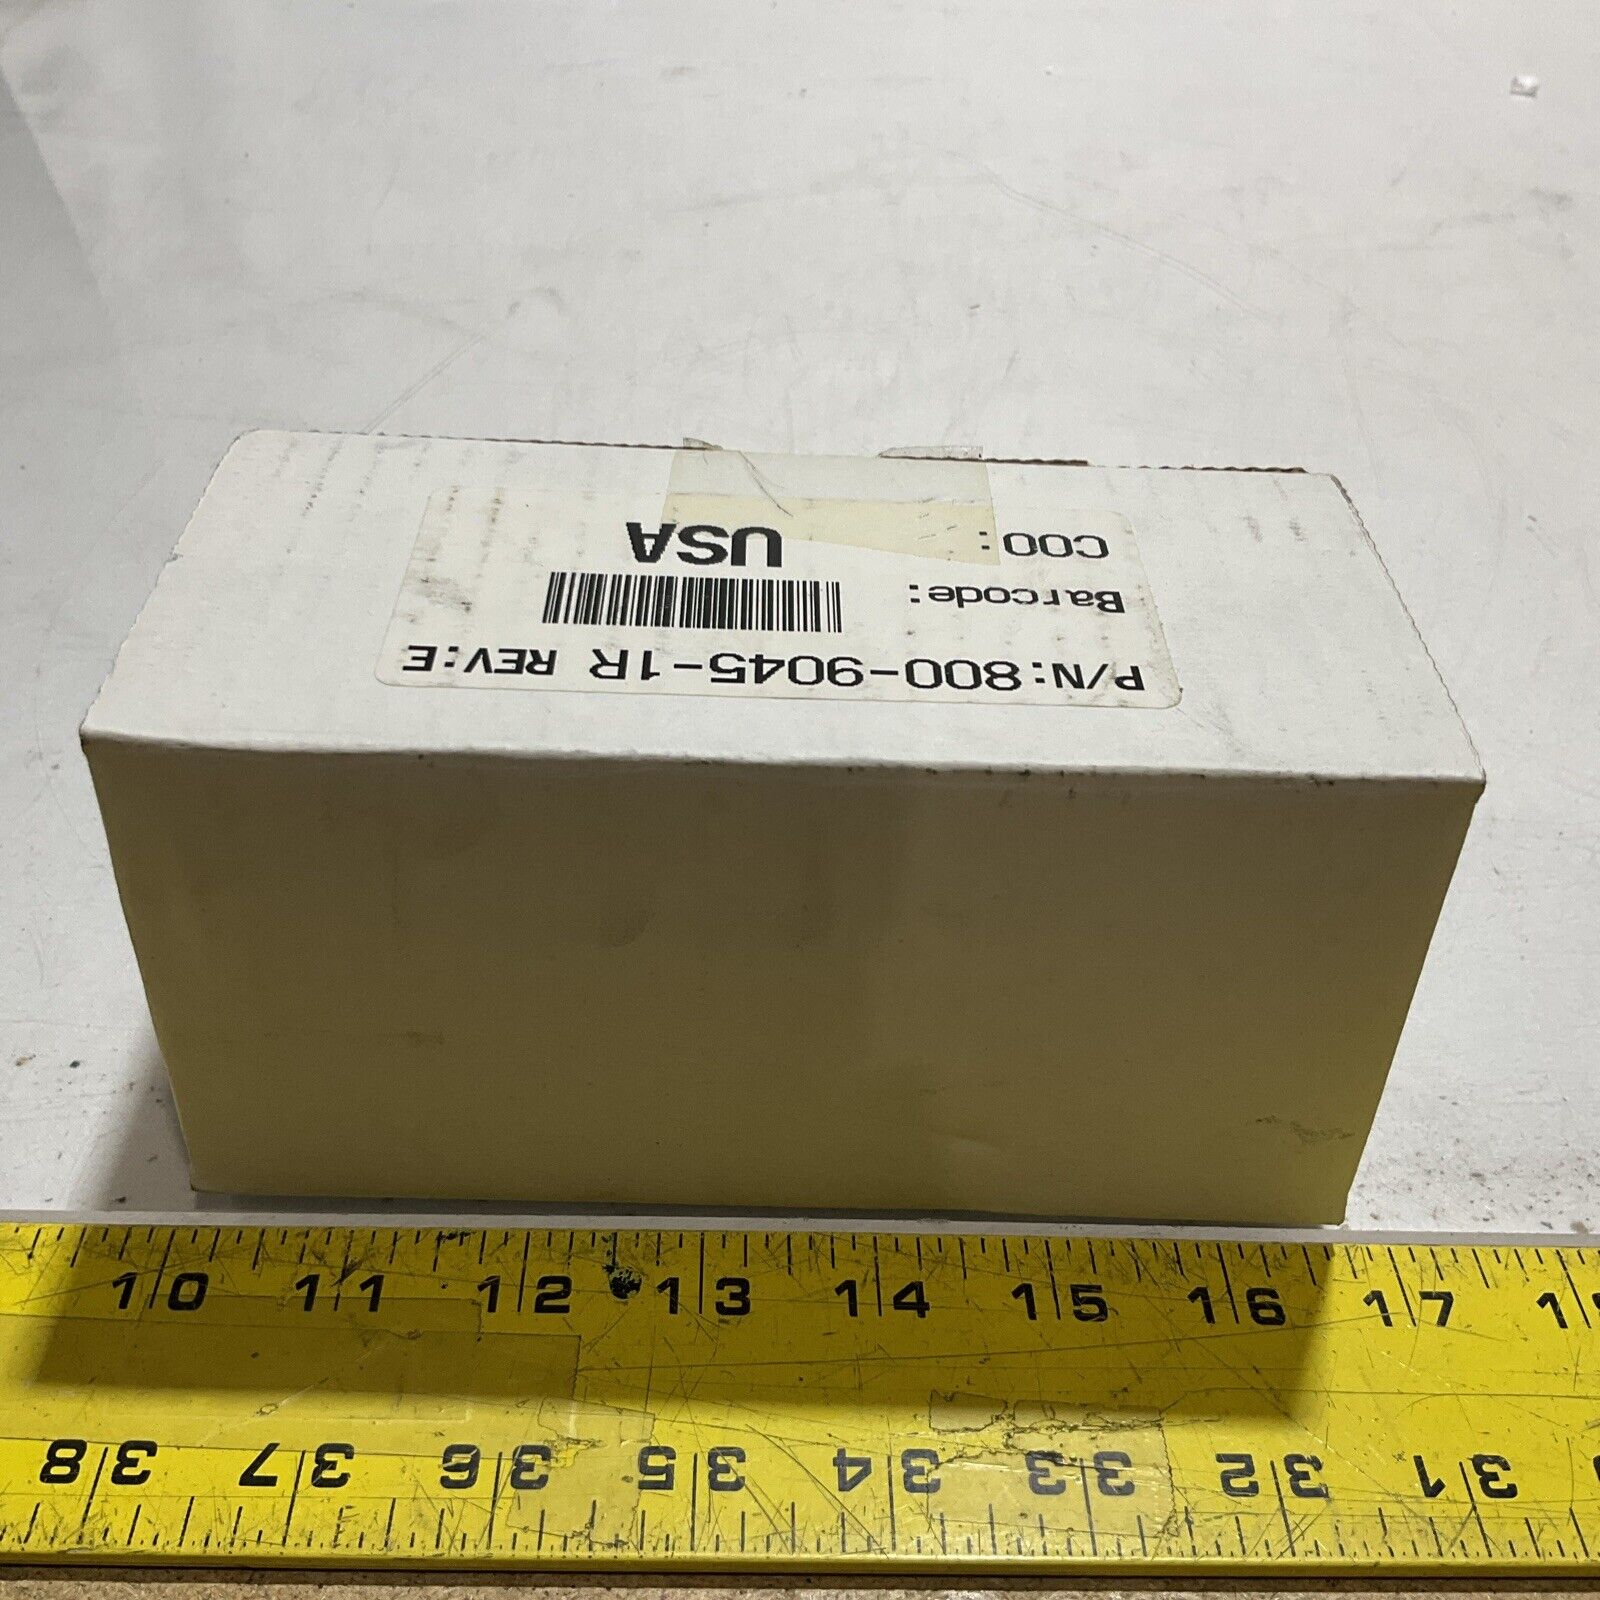 P/N:800-9045-1R REV:E
Barcode:
COO: USA
10 11 12 13 14 15 16 17
38 37 36 35 34 33 32 31